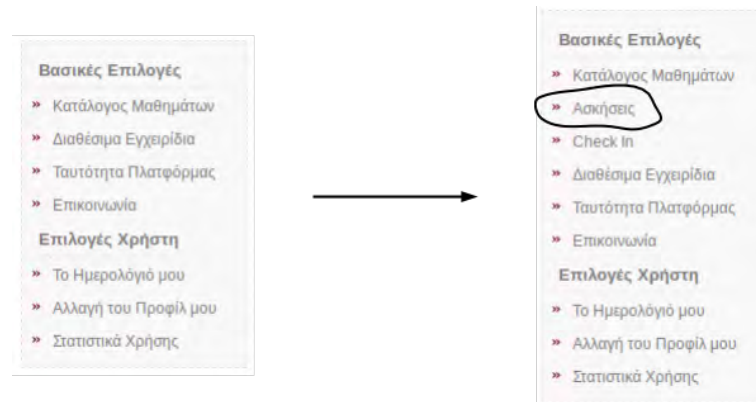 Βασικές Επιλογές
» Κατάλογος Μαθημάτων
» Διαθέσιμα Εγχειρίδια
» Ταυτότητα Πλατφόρμας
» Επικοινωνία
Επιλογές Χρήστη
» Το Ημερολόγιό μου
» Αλλαγή του Προφίλ μου
» Στατιστικά Χρήσης
Βασικές Επιλογές
» Κατάλογος Μαθημάτων
» Ασκήσεις
» Check In
» Διαθέσιμα Εγχειρίδια
» Ταυτότητα Πλατφόρμας
» Επικοινωνία
Επιλογές Χρήστη
» Το Ημερολόγιό μου
» Αλλαγή του Προφίλ μου
» Στατιστικά Χρήσης